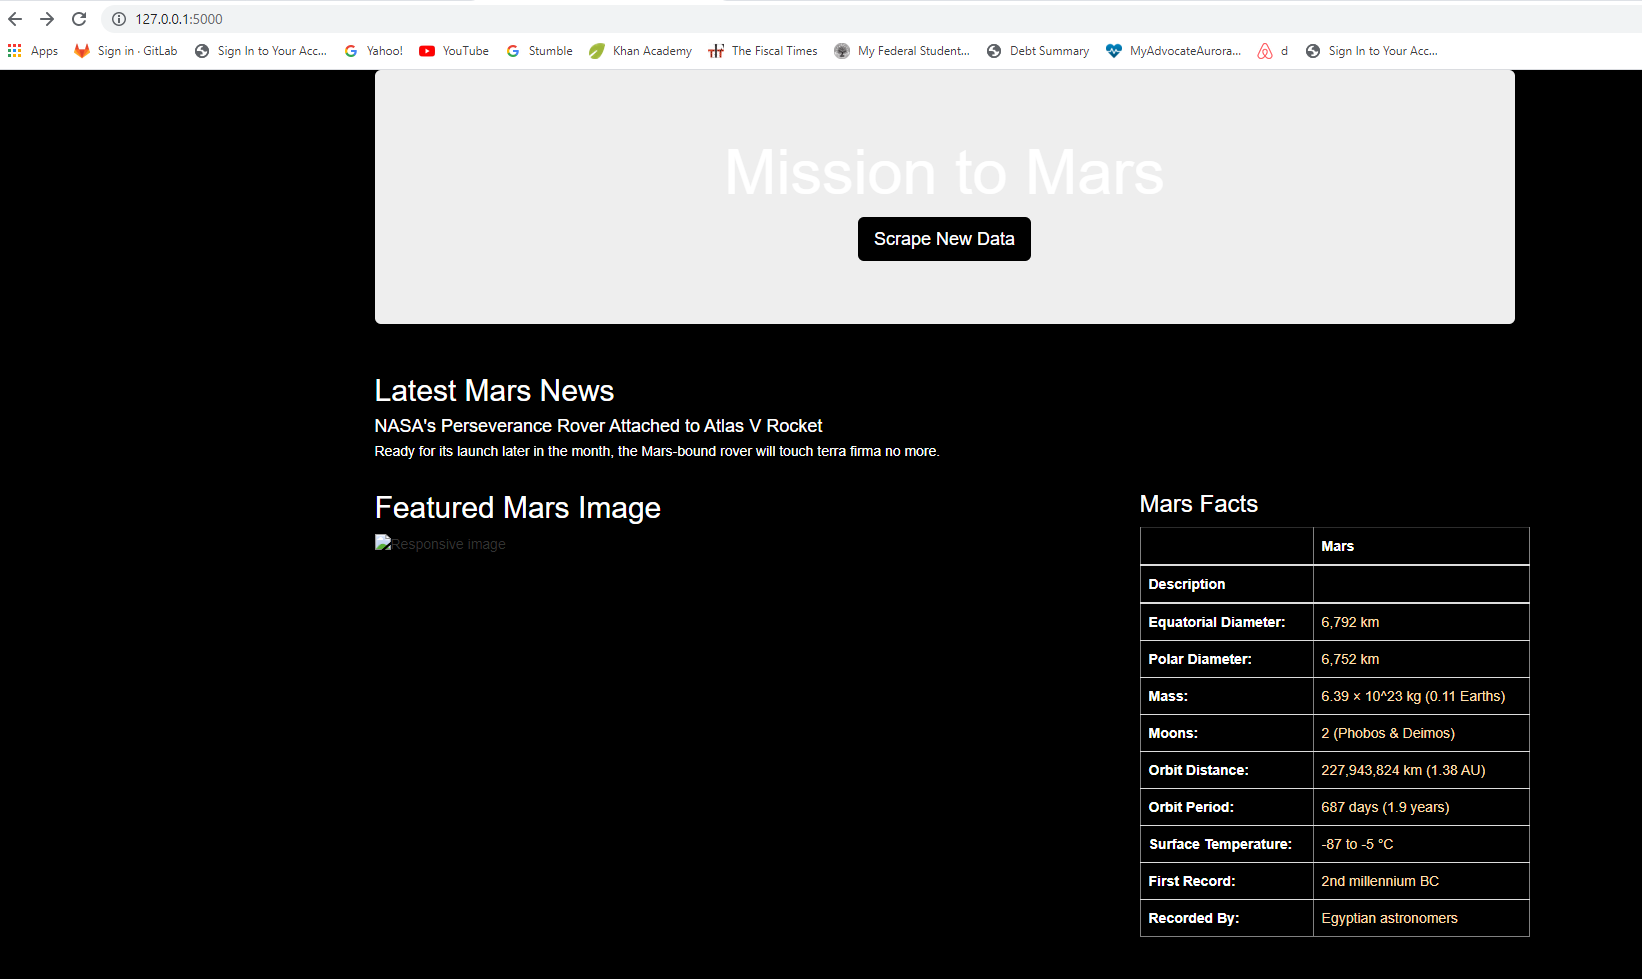 127.0.0.1:5000
Apps Sign in · GitLab Sign In to Your Acc... Yahoo! YouTube Stumble Khan Academy The Fiscal Times My Federal Student... Debt Summary MyAdvocateAurora... d Sign In to Your Acc...
Mission to Mars
Scrape New Data
Latest Mars News
NASA's Perseverance Rover Attached to Atlas V Rocket
Ready for its launch later in the month, the Mars-bound rover will touch terra firma no more.
Featured Mars Image
Responsive image
Mars Facts
Mars
Description
Equatorial Diameter: 6,792 km
Polar Diameter: 6,752 km
Mass: 6.39 × 10^23 kg (0.11 Earths)
Moons: 2 (Phobos & Deimos)
Orbit Distance: 227,943,824 km (1.38 AU)
Orbit Period: 687 days (1.9 years)
Surface Temperature: -87 to -5 °C
First Record: 2nd millennium BC
Recorded By: Egyptian astronomers